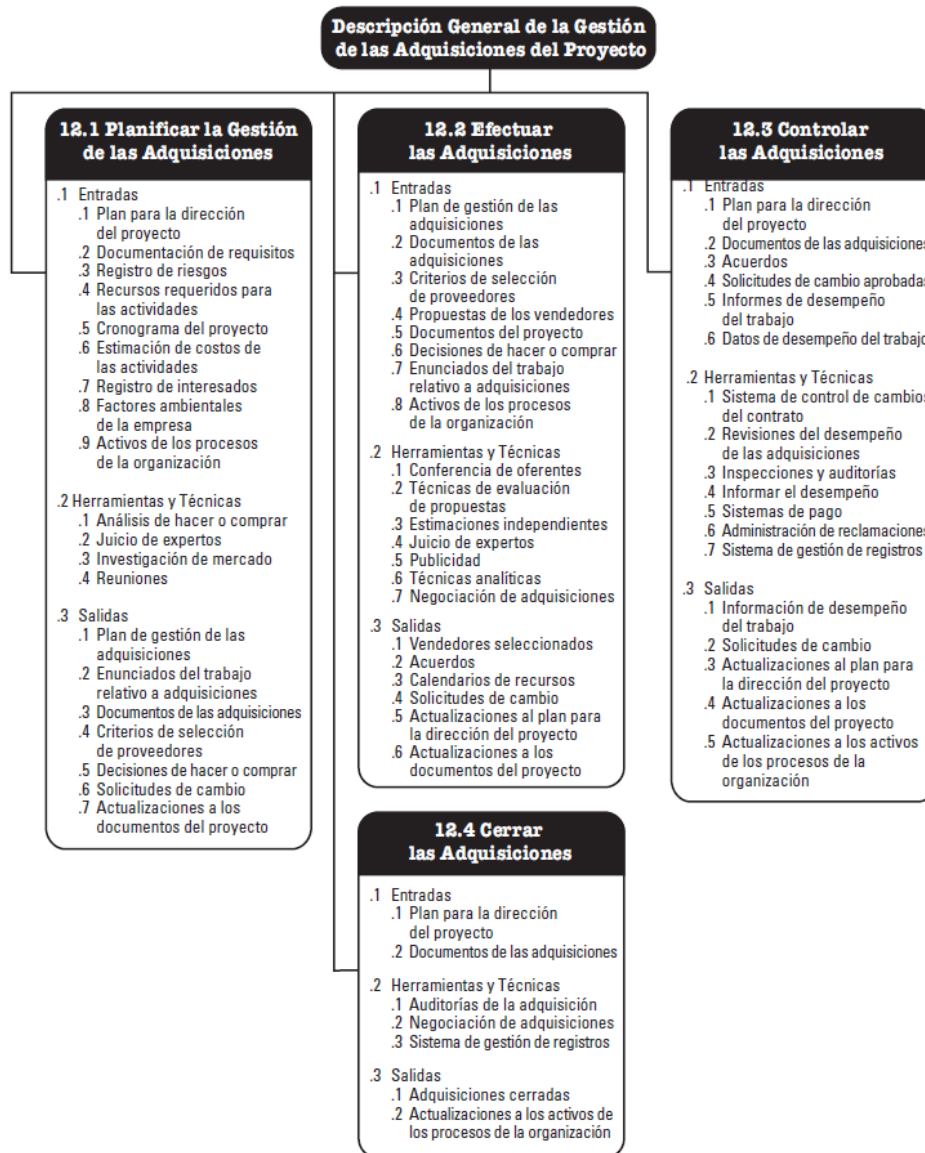 Descripción General de la Gestión
de las Adquisiciones del Proyecto
12.1 Planificar la Gestión
de las Adquisiciones
.1 Entradas
.1 Plan para la dirección
del proyecto
.2 Documentación de requisitos
.3 Registro de riesgos
.4 Recursos requeridos para
las actividades
.5 Cronograma del proyecto
.6 Estimación de costos de
las actividades
.7 Registro de interesados
.8 Factores ambientales
de la empresa
.9 Activos de los procesos
de la organización
.2 Herramientas y Técnicas
.1 Análisis de hacer o comprar
.2 Juicio de expertos
.3 Investigación de mercado
.4 Reuniones
.3 Salidas
.1 Plan de gestión de las
adquisiciones
.2 Enunciados del trabajo
relativo a adquisiciones
.3 Documentos de las adquisiciones
.4 Criterios de selección
de proveedores
.5 Decisiones de hacer o comprar
.6 Solicitudes de cambio
.7 Actualizaciones a los
documentos del proyecto
12.2 Efectuar
las Adquisiciones
.1 Entradas
.1 Plan de gestión de las
adquisiciones
.2 Documentos de las
adquisiciones
.3 Criterios de selección
de proveedores
.4 Propuestas de los vendedores
.5 Documentos del proyecto
.6 Decisiones de hacer o comprar
.7 Enunciados del trabajo
relativo a adquisiciones
.8 Activos de los procesos
de la organización
.2 Herramientas y Técnicas
.1 Conferencia de oferentes
.2 Técnicas de evaluación
de propuestas
.3 Estimaciones independientes
.4 Juicio de expertos
.5 Publicidad
.6 Técnicas analíticas
.7 Negociación de adquisiciones
.3 Salidas
.1 Vendedores seleccionados
.2 Acuerdos
.3 Calendarios de recursos
.4 Solicitudes de cambio
.5 Actualizaciones al plan para
la dirección del proyecto
.6 Actualizaciones a los
documentos del proyecto
12.3 Controlar
las Adquisiciones
.1 Entradas
.1 Plan para la dirección
del proyecto
.2 Documentos de las adquisiciones
.3 Acuerdos
.4 Solicitudes de cambio aprobadas
.5 Informes de desempeño
del trabajo
.6 Datos de desempeño del trabajo
.2 Herramientas y Técnicas
.1 Sistema de control de cambios
del contrato
.2 Revisiones del desempeño
de las adquisiciones
.3 Inspecciones y auditorías
.4 Informar el desempeño
.5 Sistemas de pago
.6 Administración de reclamaciones
.7 Sistema de gestión de registros
.3 Salidas
.1 Información de desempeño
del trabajo
.2 Solicitudes de cambio
.3 Actualizaciones al plan para
la dirección del proyecto
.4 Actualizaciones a los
documentos del proyecto
.5 Actualizaciones a los activos
de los procesos de la
organización
12.4 Cerrar
las Adquisiciones
.1 Entradas
.1 Plan para la dirección
del proyecto
.2 Documentos de las adquisiciones
.2 Herramientas y Técnicas
.1 Auditorías de la adquisición
.2 Negociación de adquisiciones
.3 Sistema de gestión de registros
.3 Salidas
.1 Adquisiciones cerradas
.2 Actualizaciones a los activos de
los procesos de la organización